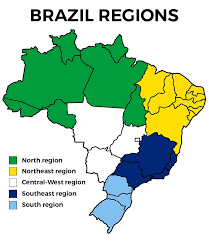 BRAZIL REGIONS
North region
Northeast region
Central-West region
Southeast region
South region